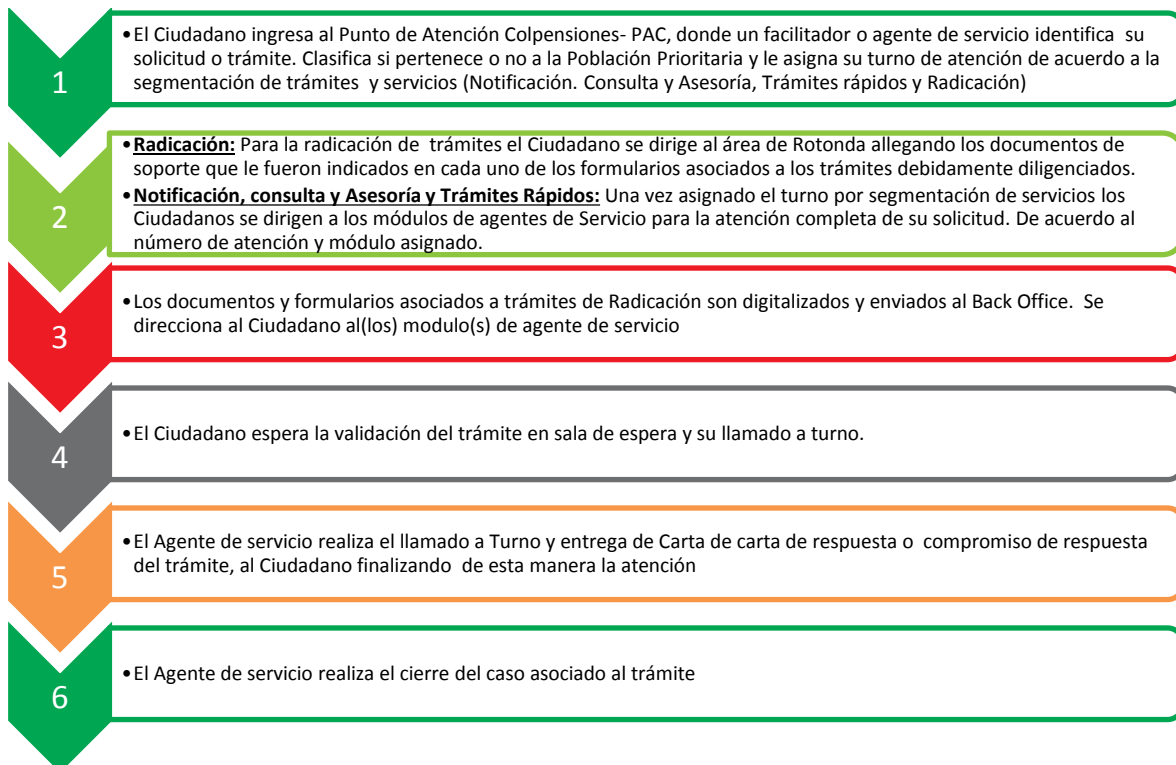 1
•El Ciudadano ingresa al Punto de Atención Colpensiones- PAC, donde un facilitador o agente de servicio identifica su
solicitud o trámite. Clasifica si pertenece o no a la Población Prioritaria y le asigna su turno de atención de acuerdo a la
segmentación de trámites y servicios (Notificación. Consulta y Asesoría, Trámites rápidos y Radicación)
2
•Radicación: Para la radicación de trámites el Ciudadano se dirige al área de Rotonda allegando los documentos de
soporte que le fueron indicados en cada uno de los formularios asociados a los trámites debidamente diligenciados.
•Notificación, consulta y Asesoría y Trámites Rápidos: Una vez asignado el turno por segmentación de servicios los
Ciudadanos se dirigen a los módulos de agentes de Servicio para la atención completa de su solicitud. De acuerdo al
número de atención y módulo asignado.
3
•Los documentos y formularios asociados a trámites de Radicación son digitalizados y enviados al Back Office. Se
direcciona al Ciudadano al(los) modulo(s) de agente de servicio
4
•El Ciudadano espera la validación del trámite en sala de espera y su llamado a turno.
5
•El Agente de servicio realiza el llamado a Turno y entrega de Carta de carta de respuesta o compromiso de respuesta
del trámite, al Ciudadano finalizando de esta manera la atención
6
•El Agente de servicio realiza el cierre del caso asociado al trámite